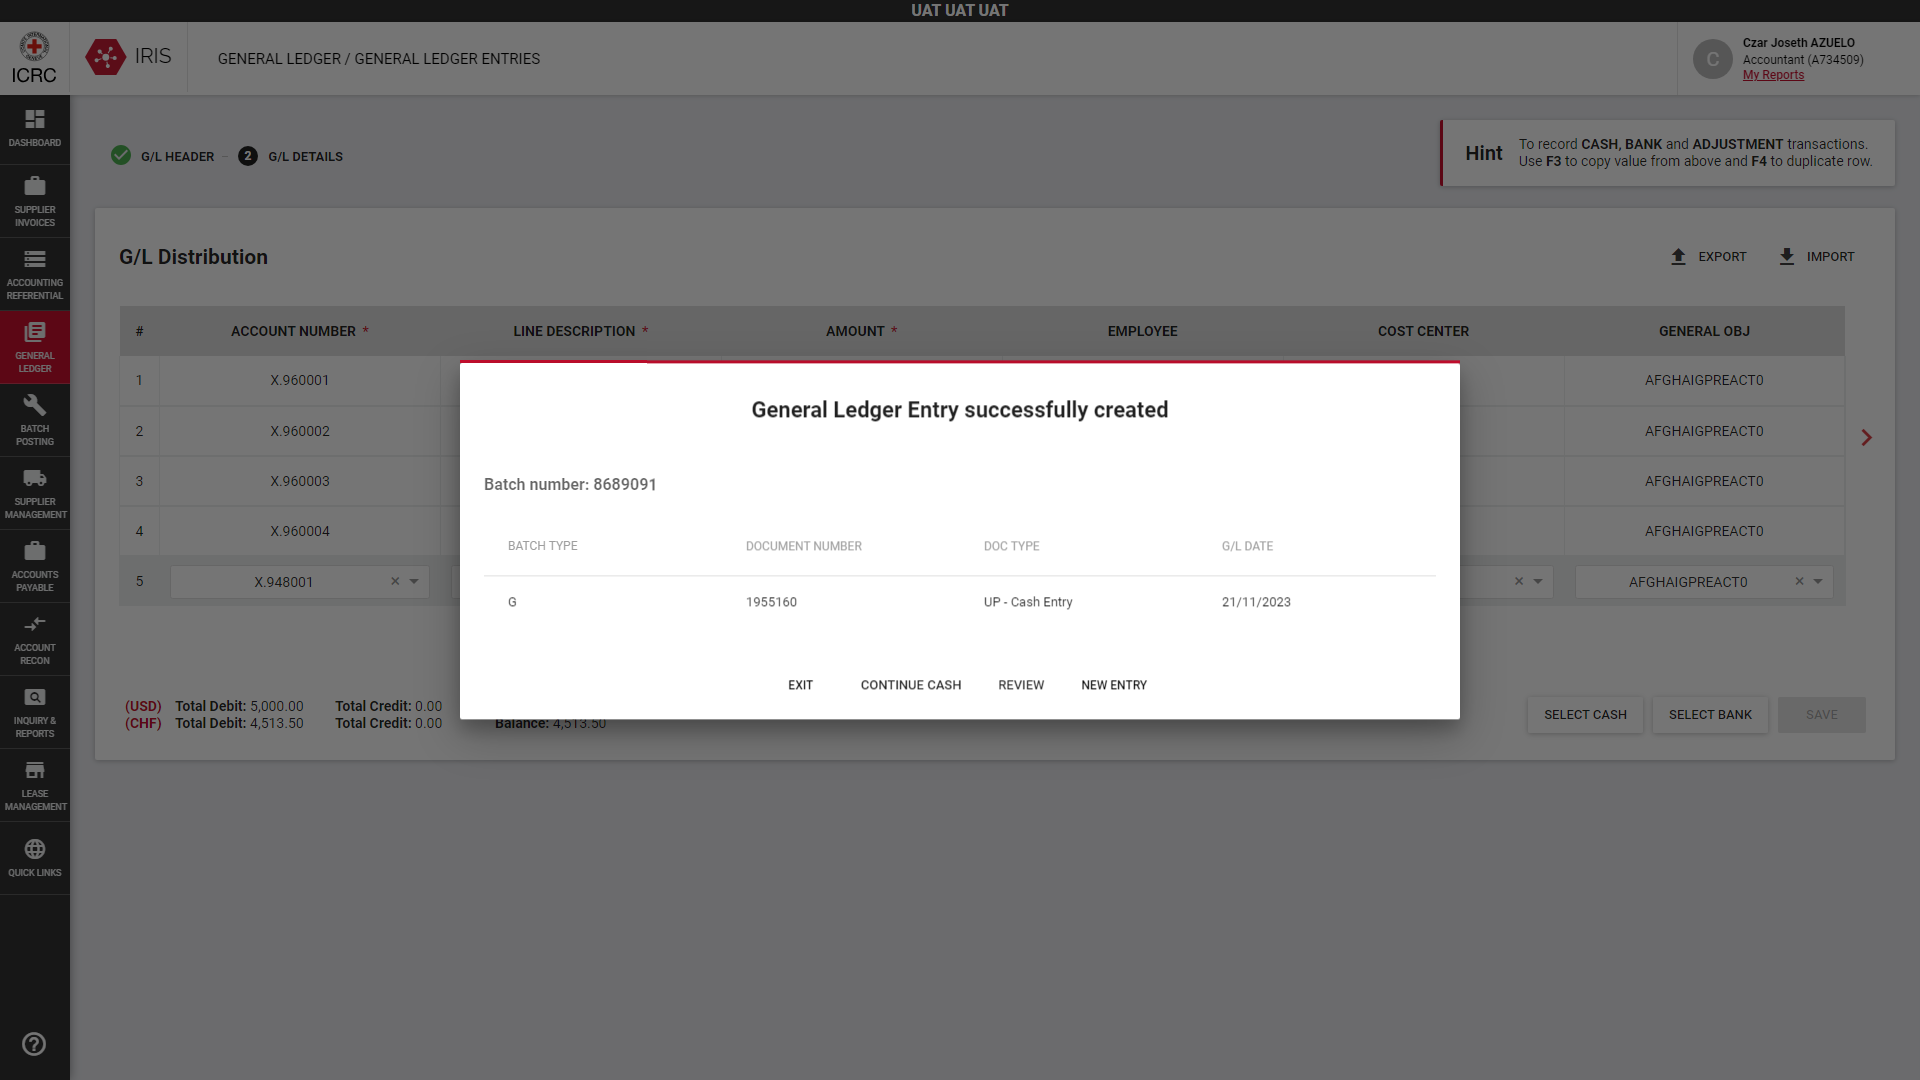 UAT UAT UAT
ICRC
IRIS
GENERAL LEDGER / GENERAL LEDGER ENTRIES
C
Czar Joseth AZUELO
Accountant (A734509)
My Reports
DASHBOARD
SUPPLIER
INVOICES
ACCOUNTING
REFERENTIAL
GENERAL
LEDGER
BATCH
POSTING
SUPPLIER
MANAGEMENT
ACCOUNTS
PAYABLE
ACCOUNT
RECON
INQUIRY &
REPORTS
LEASE
MANAGEMENT
QUICK LINKS
G/L HEADER
2 G/L DETAILS
Hint
To record CASH, BANK and ADJUSTMENT transactions.
Use F3 to copy value from above and F4 to duplicate row.
G/L Distribution
EXPORT IMPORT
# ACCOUNT NUMBER * LINE DESCRIPTION * AMOUNT * EMPLOYEE COST CENTER GENERAL OBJ
1 X.960001 AFGHAIGPREACT0
2 X.960002 AFGHAIGPREACT0
3 X.960003 AFGHAIGPREACT0
4 X.960004 AFGHAIGPREACT0
5 X.948001 AFGHAIGPREACT0
General Ledger Entry successfully created
Batch number: 8689091
BATCH TYPE DOCUMENT NUMBER DOC TYPE G/L DATE
G 1955160 UP - Cash Entry 21/11/2023
EXIT CONTINUE CASH REVIEW NEW ENTRY
(USD) Total Debit: 5,000.00 Total Credit: 0.00
(CHF) Total Debit: 4,513.50 Total Credit: 0.00 Balance: 4,513.50
SELECT CASH SELECT BANK SAVE